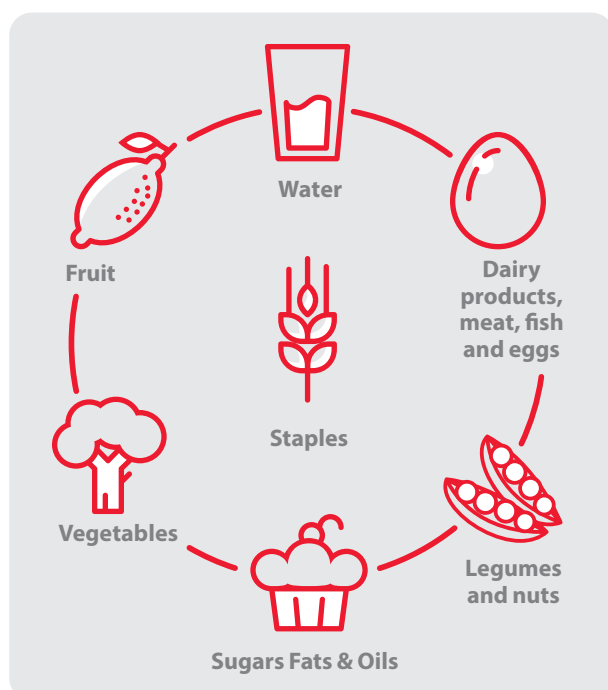 Water
Fruit
Dairy
products,
meat, fish
and eggs
Staples
Vegetables
Legumes
and nuts
Sugars Fats & Oils